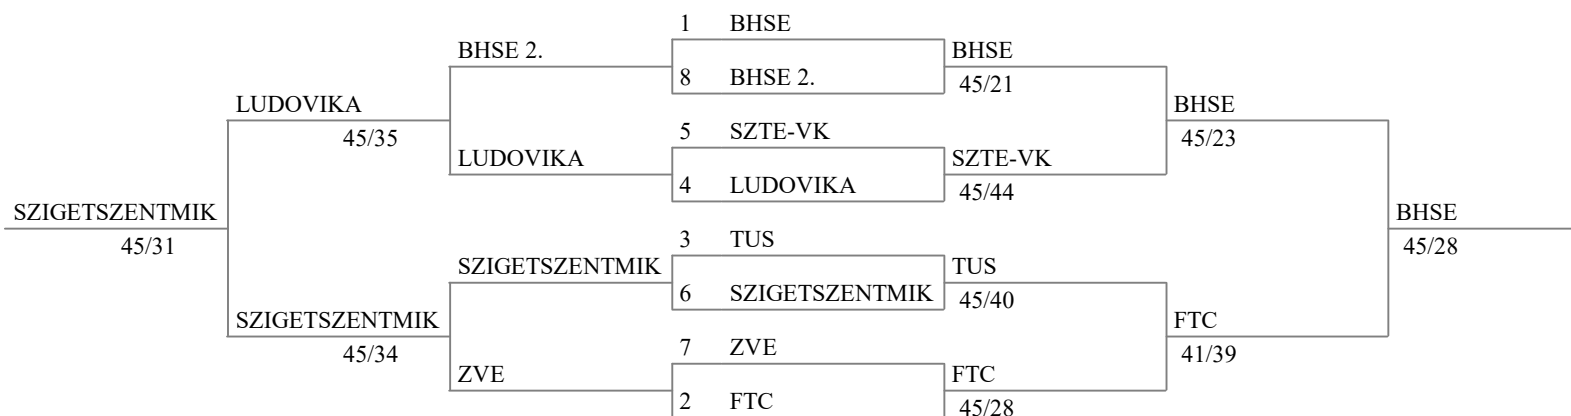 1 BHSE
BHSE 2. BHSE
8 BHSE 2. 45/21
LUDOVIKA BHSE
45/35 5 SZTE-VK 45/23
LUDOVIKA SZTE-VK
4 LUDOVIKA 45/44
SZIGETSZENTMIK BHSE
45/31 3 TUS 45/28
SZIGETSZENTMIK TUS
6 SZIGETSZENTMIK 45/40
SZIGETSZENTMIK FTC
45/34 7 ZVE 41/39
ZVE FTC
2 FTC 45/28